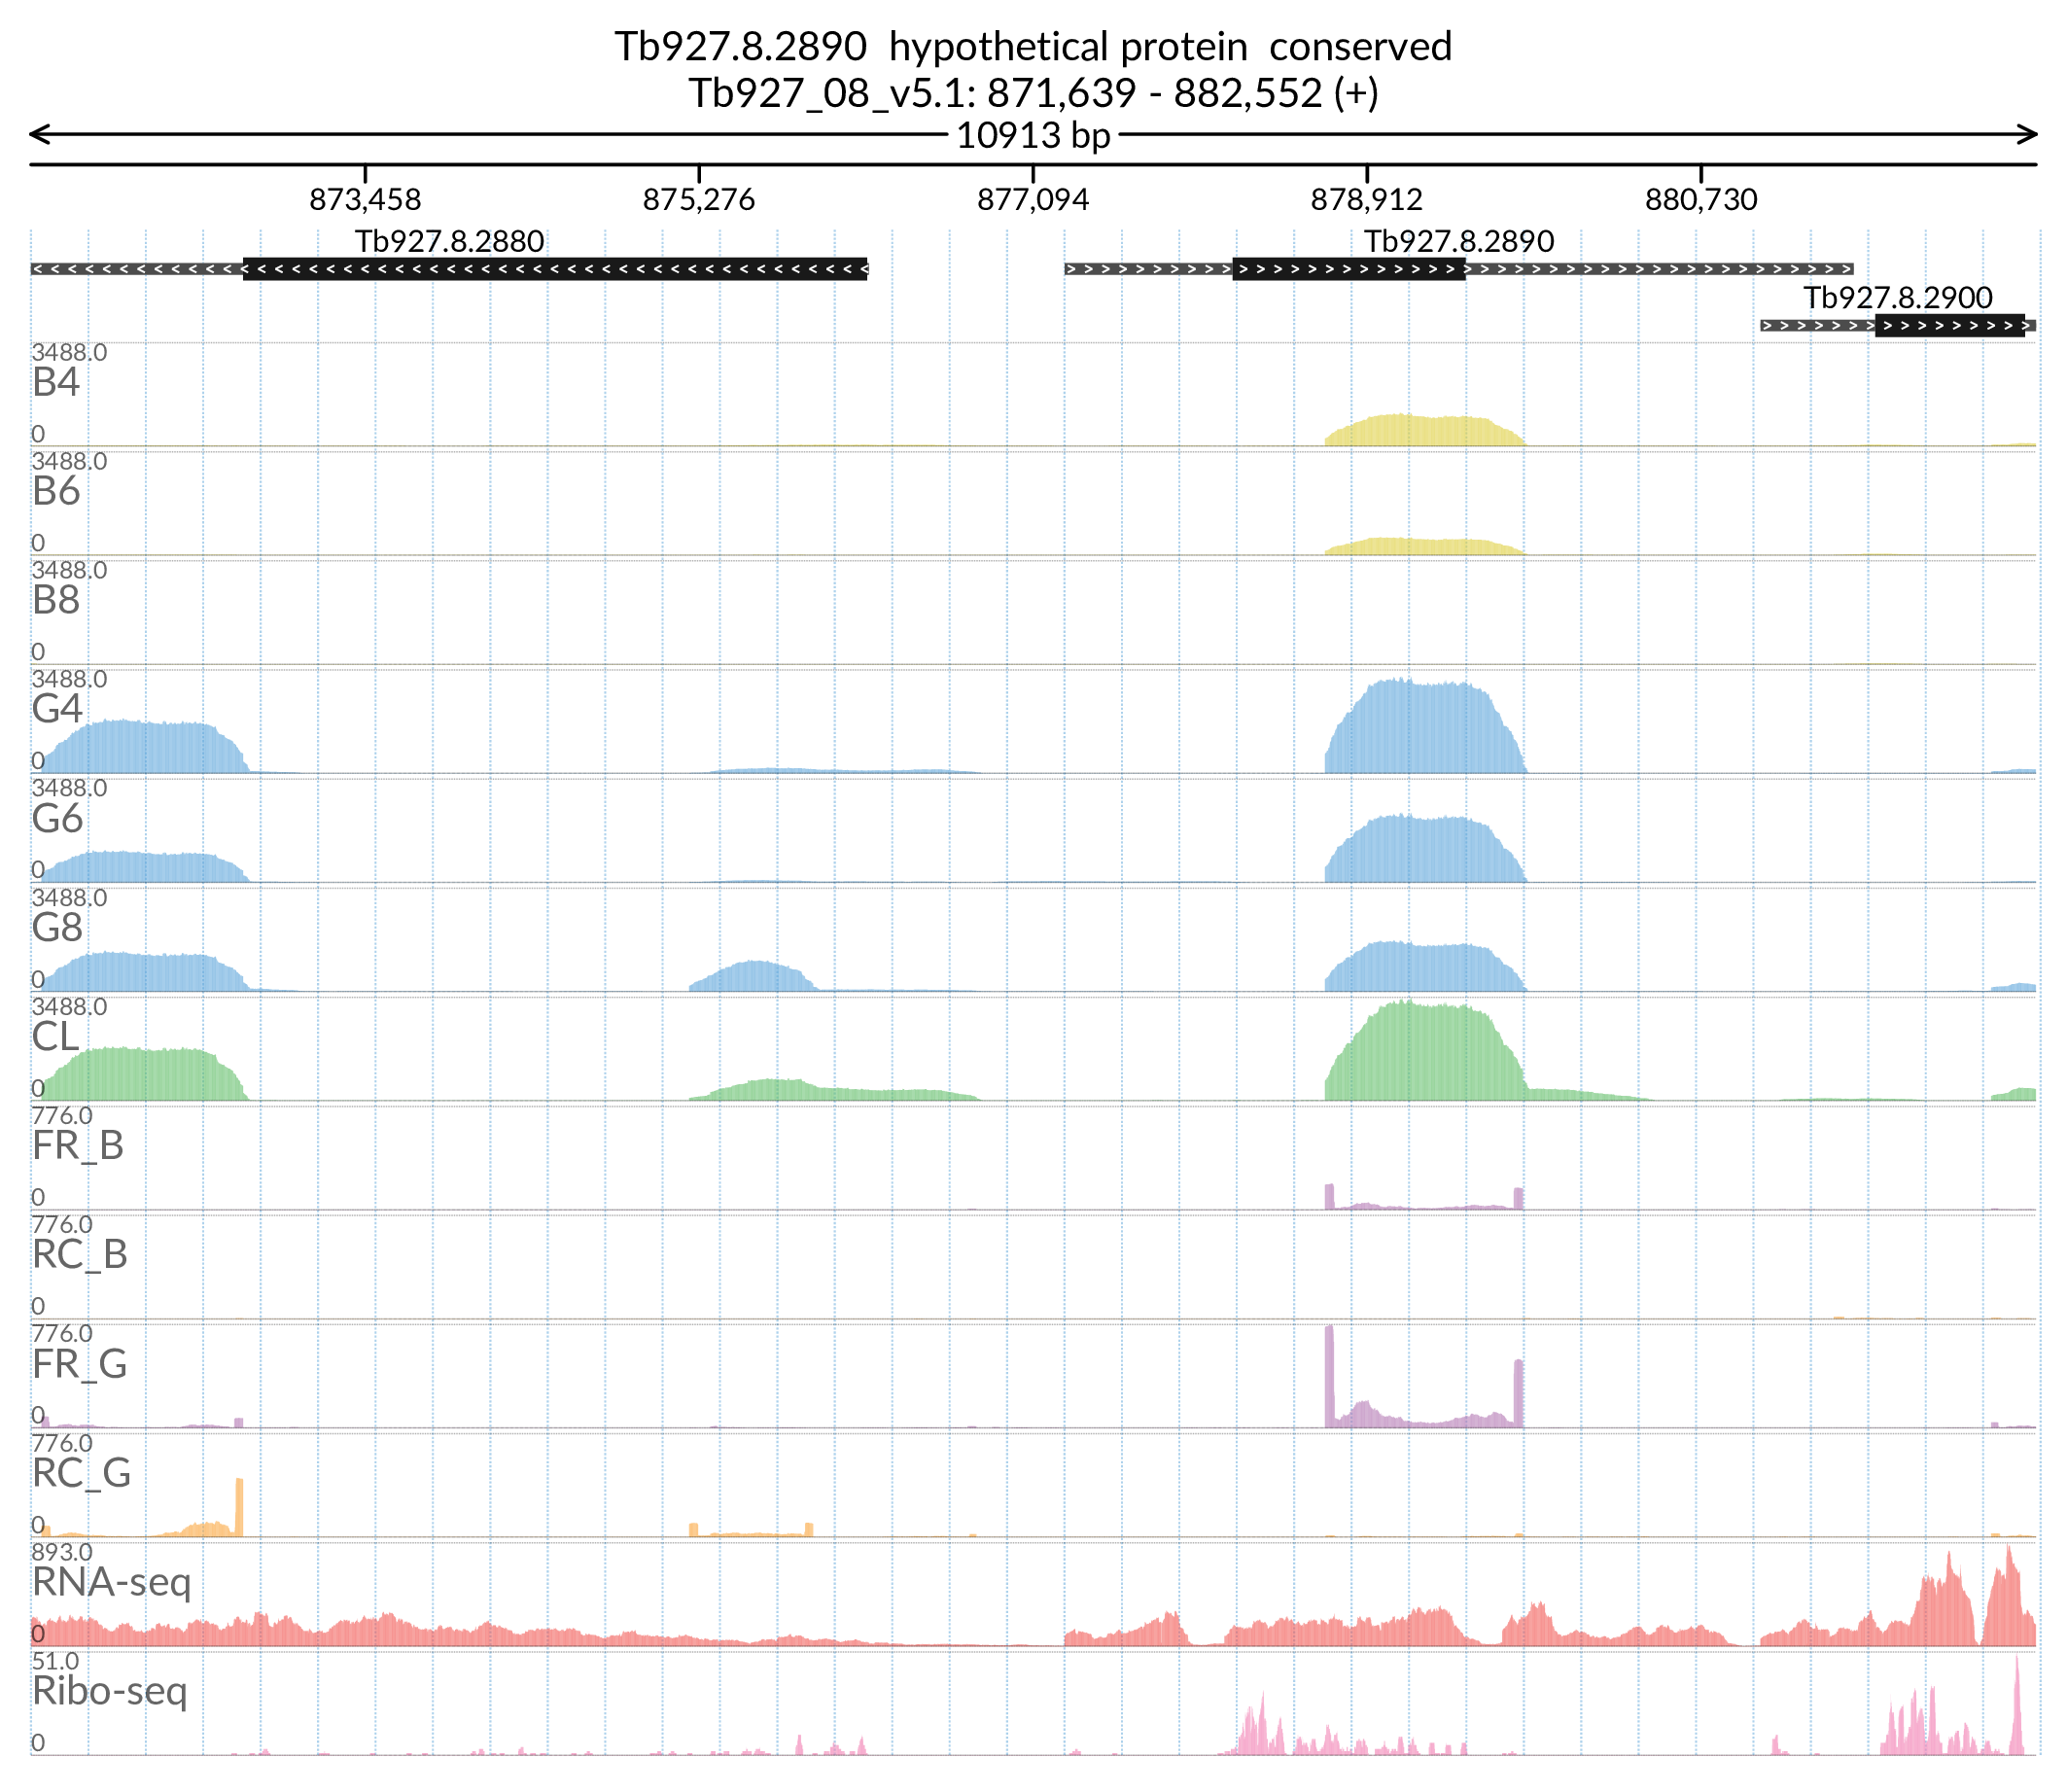 Tb927.8.2890 hypothetical protein conserved
Tb927_08_v5.1: 871,639 - 882,552 (+)
10913 bp
873,458 875,276 877,094 878,912 880,730
Tb927.8.2880 Tb927.8.2890
Tb927.8.2900
3488.0
B4
0
3488.0
B6
0
3488.0
B8
0
3488.0
G4
0
3488.0
G6
0
3488.0
G8
0
3488.0
CL
0
776.0
FR_B
0
776.0
RC_B
0
776.0
FR_G
0
776.0
RC_G
0
893.0
RNA-seq
0
51.0
Ribo-seq
0